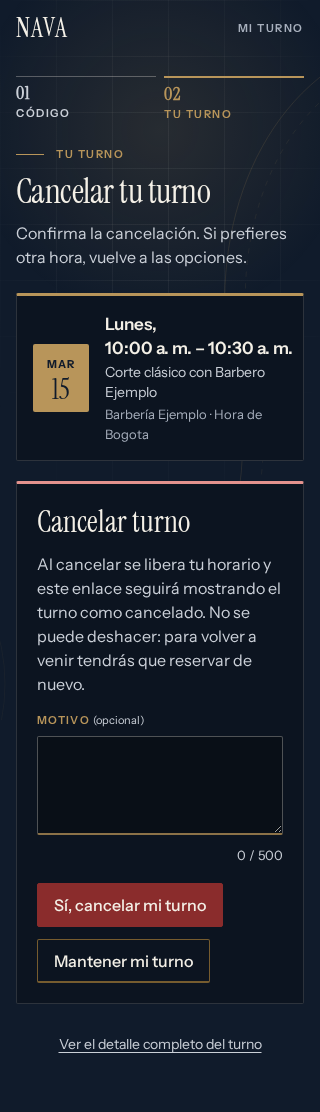 NAVA
MI TURNO
01
CÓDIGO
02
TU TURNO
TU TURNO
Cancelar tu turno
Confirma la cancelación. Si prefieres
otra hora, vuelve a las opciones.
MAR
15
Lunes,
10:00 a. m. – 10:30 a. m.
Corte clásico con Barbero
Ejemplo
Barbería Ejemplo · Hora de
Bogota
Cancelar turno
Al cancelar se libera tu horario y
este enlace seguirá mostrando el
turno como cancelado. No se
puede deshacer: para volver a
venir tendrás que reservar de
nuevo.
MOTIVO (opcional)
0 / 500
Sí, cancelar mi turno
Mantener mi turno
Ver el detalle completo del turno